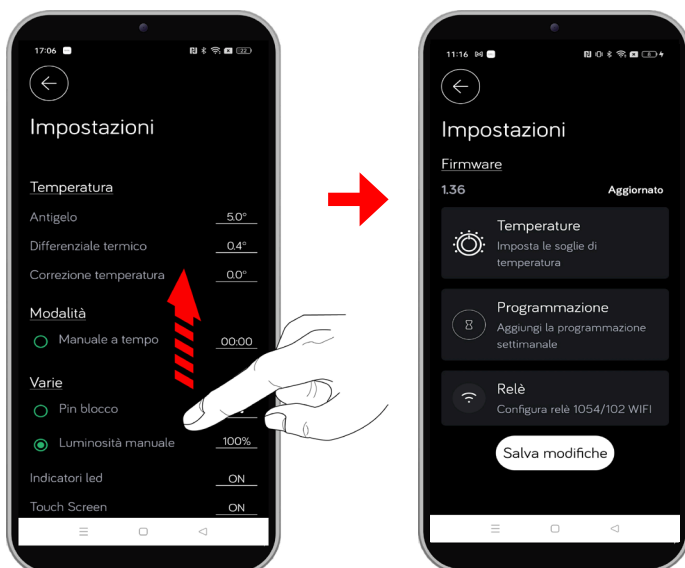 17:06
22
Impostazioni
Temperatura
Antigelo 5.0°
Differenziale termico 0.4°
Correzione temperatura 0.0°
Modalità
Manuale a tempo 00:00
Varie
Pin blocco
Luminosità manuale 100%
Indicatori led ON
Touch Screen ON
11:16
Impostazioni
Firmware
1.36 Aggiornato
Temperature
Imposta le soglie di
temperatura
Programmazione
Aggiungi la programmazione
settimanale
Relè
Configura relè 1054/102 WIFI
Salva modifiche